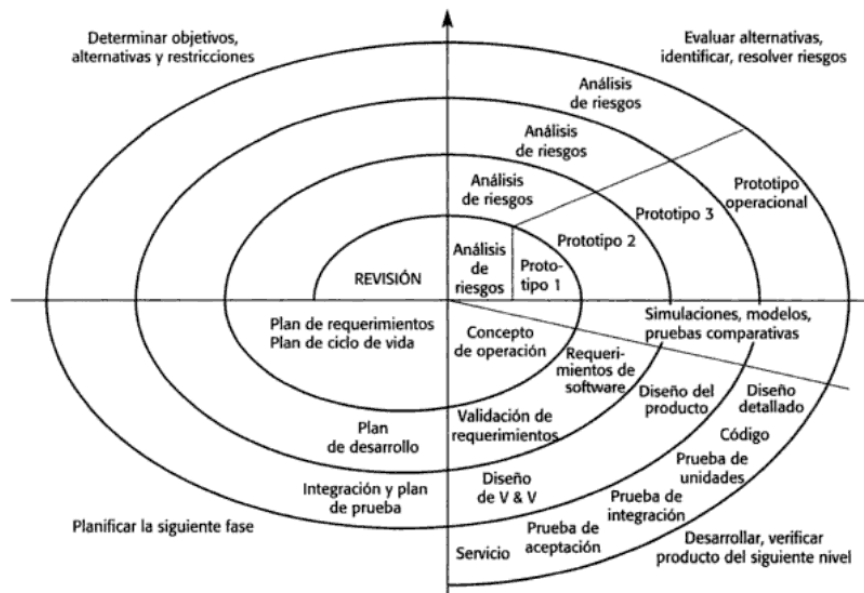 Determinar objetivos,
alternativas y restricciones
Evaluar alternativas,
identificar, resolver riesgos
Análisis
de riesgos
Análisis
de riesgos
Análisis
de riesgos
Prototipo
operacional
Prototipo 3
Prototipo 2
REVISIÓN
Análisis
de
riesgos
Proto-
tipo 1
Simulaciones, modelos,
pruebas comparativas
Plan de requerimientos
Plan de ciclo de vida
Concepto
de operación
Requeri-
mientos de
software
Diseño del
producto
Diseño
detallado
Plan
de desarrollo
Validación de
requerimientos
Código
Prueba de
unidades
Integración y plan
de prueba
Diseño
de V & V
Prueba de
integración
Planificar la siguiente fase
Servicio
Prueba de
aceptación
Desarrollar, verificar
producto del siguiente nivel